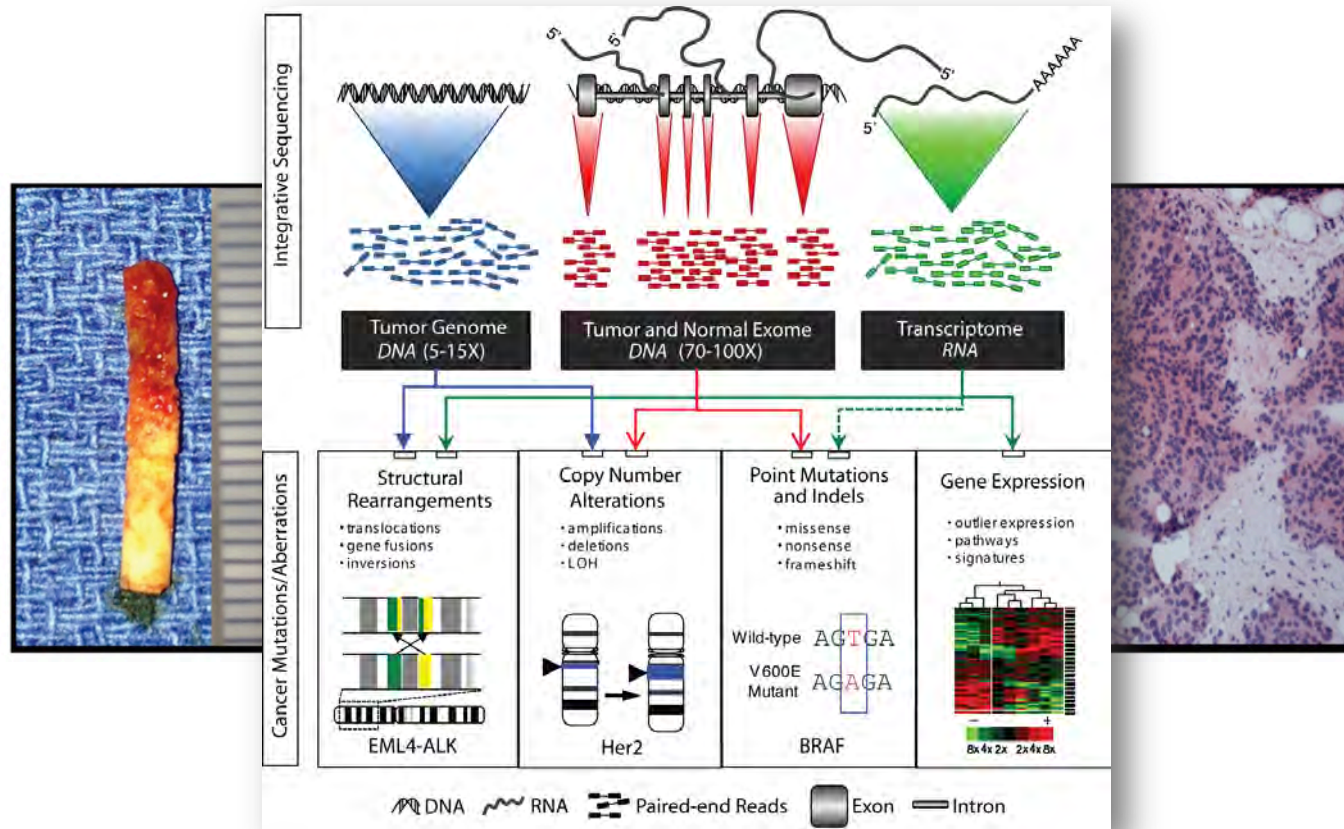 Integrative Sequencing
5'
5'
5'
AAAAAA
5'
Tumor Genome
DNA (5-15X)
Tumor and Normal Exome
DNA (70-100X)
Transcriptome
RNA
Cancer Mutations/Aberrations
Structural
Rearrangements
• translocations
• gene fusions
• inversions
EML4-ALK
Copy Number
Alterations
• amplifications
• deletions
• LOH
Her2
Point Mutations
and Indels
• missense
• nonsense
• frameshift
Wild-type AGTGA
V600E
Mutant AGAGA
BRAF
Gene Expression
• outlier expression
• pathways
• signatures
− +
8x 4x 2x 2x 4x 8x
DNA RNA Paired-end Reads Exon Intron